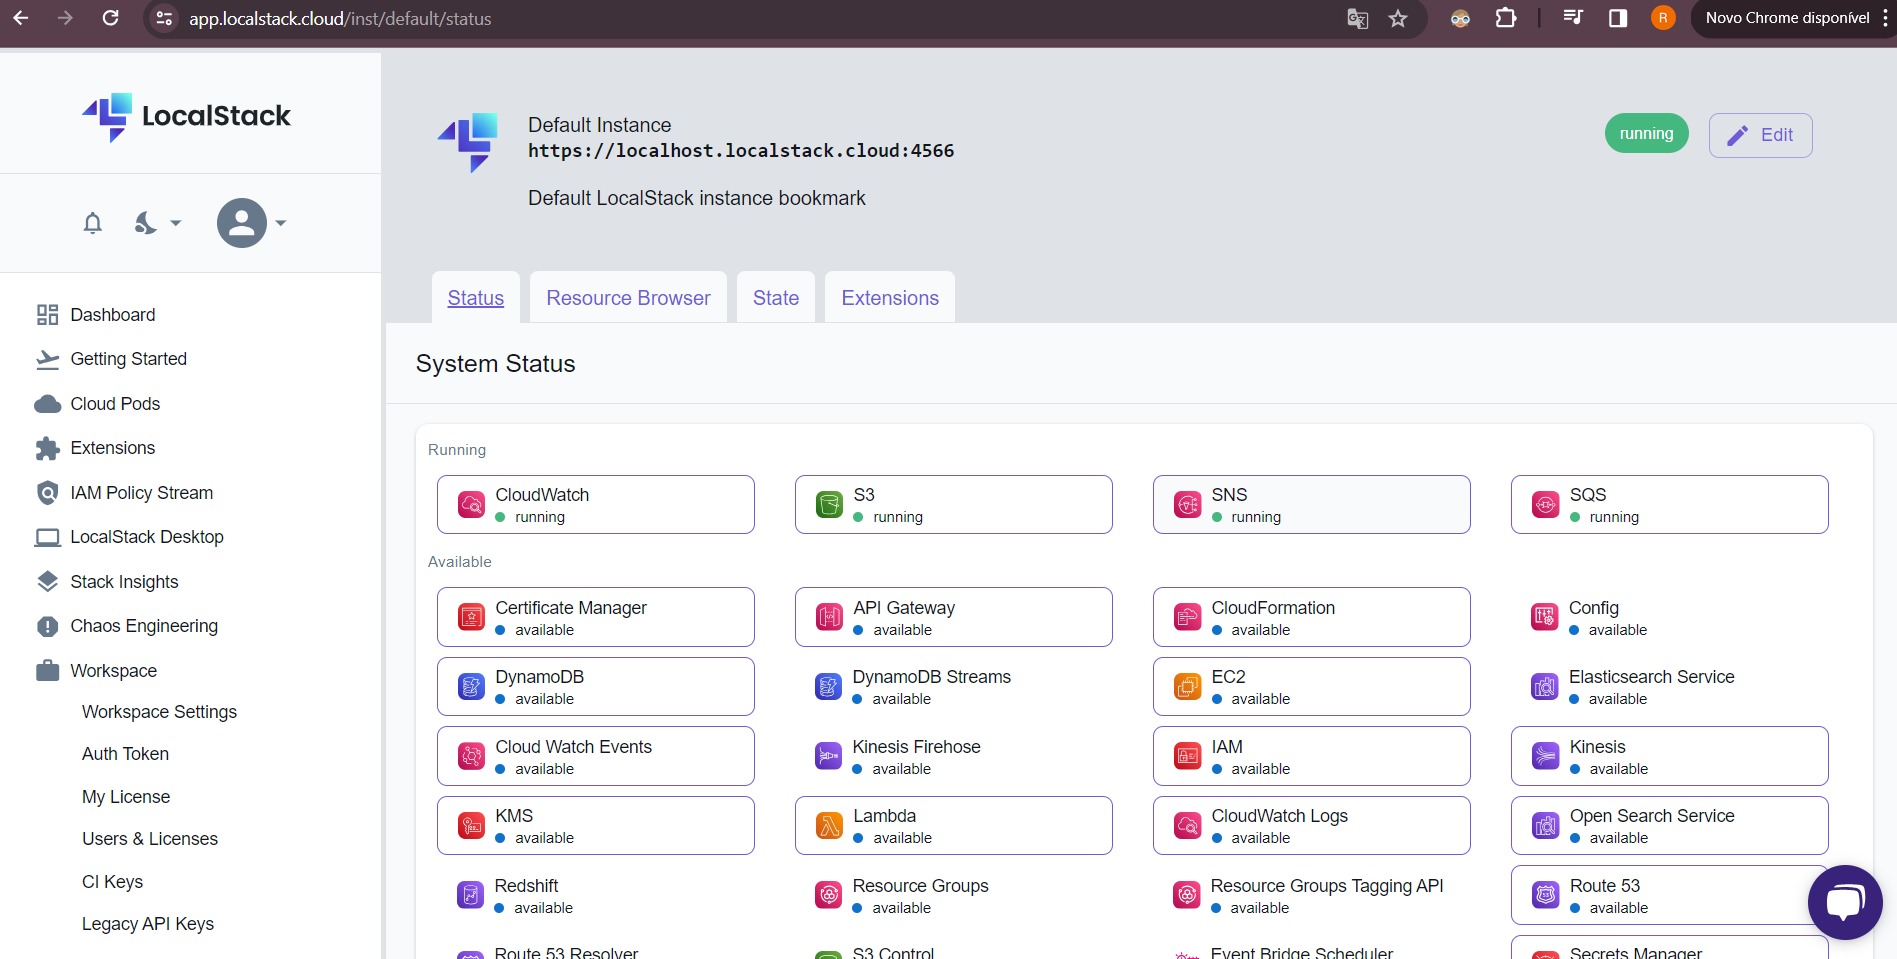 app.localstack.cloud/inst/default/status
R
Novo Chrome disponível
LocalStack
Dashboard
Getting Started
Cloud Pods
Extensions
IAM Policy Stream
LocalStack Desktop
Stack Insights
Chaos Engineering
Workspace
Workspace Settings
Auth Token
My License
Users & Licenses
CI Keys
Legacy API Keys
Default Instance
https://localhost.localstack.cloud:4566
Default LocalStack instance bookmark
running
Edit
Status
Resource Browser
State
Extensions
System Status
Running
CloudWatch
running
S3
running
SNS
running
SQS
running
Available
Certificate Manager
available
API Gateway
available
CloudFormation
available
Config
available
DynamoDB
available
DynamoDB Streams
available
EC2
available
Elasticsearch Service
available
Cloud Watch Events
available
Kinesis Firehose
available
IAM
available
Kinesis
available
KMS
available
Lambda
available
CloudWatch Logs
available
Open Search Service
available
Redshift
available
Resource Groups
available
Resource Groups Tagging API
available
Route 53
available
Route 53 Resolver
S3 Control
Event Bridge Scheduler
Secrets Manager